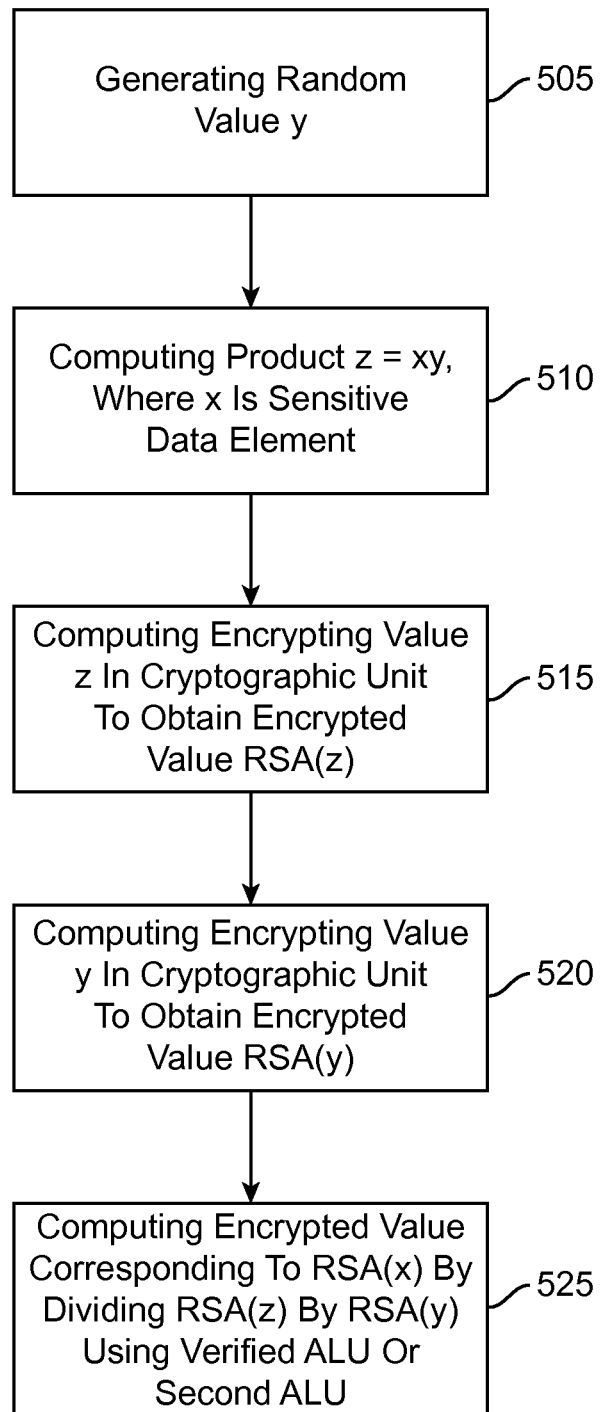 Generating Random
Value y
505
Computing Product z = xy,
Where x Is Sensitive
Data Element
510
Computing Encrypting Value
z In Cryptographic Unit
To Obtain Encrypted
Value RSA(z)
515
Computing Encrypting Value
y In Cryptographic Unit
To Obtain Encrypted
Value RSA(y)
520
Computing Encrypted Value
Corresponding To RSA(x) By
Dividing RSA(z) By RSA(y)
Using Verified ALU Or
Second ALU
525